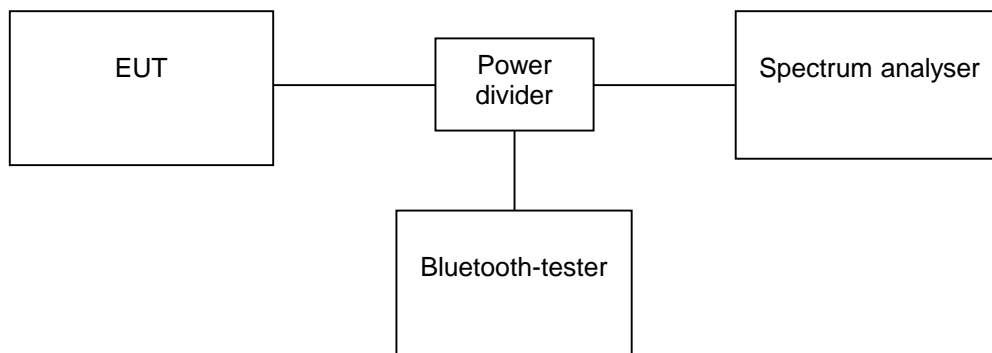 EUT
Power
divider
Spectrum analyser
Bluetooth-tester